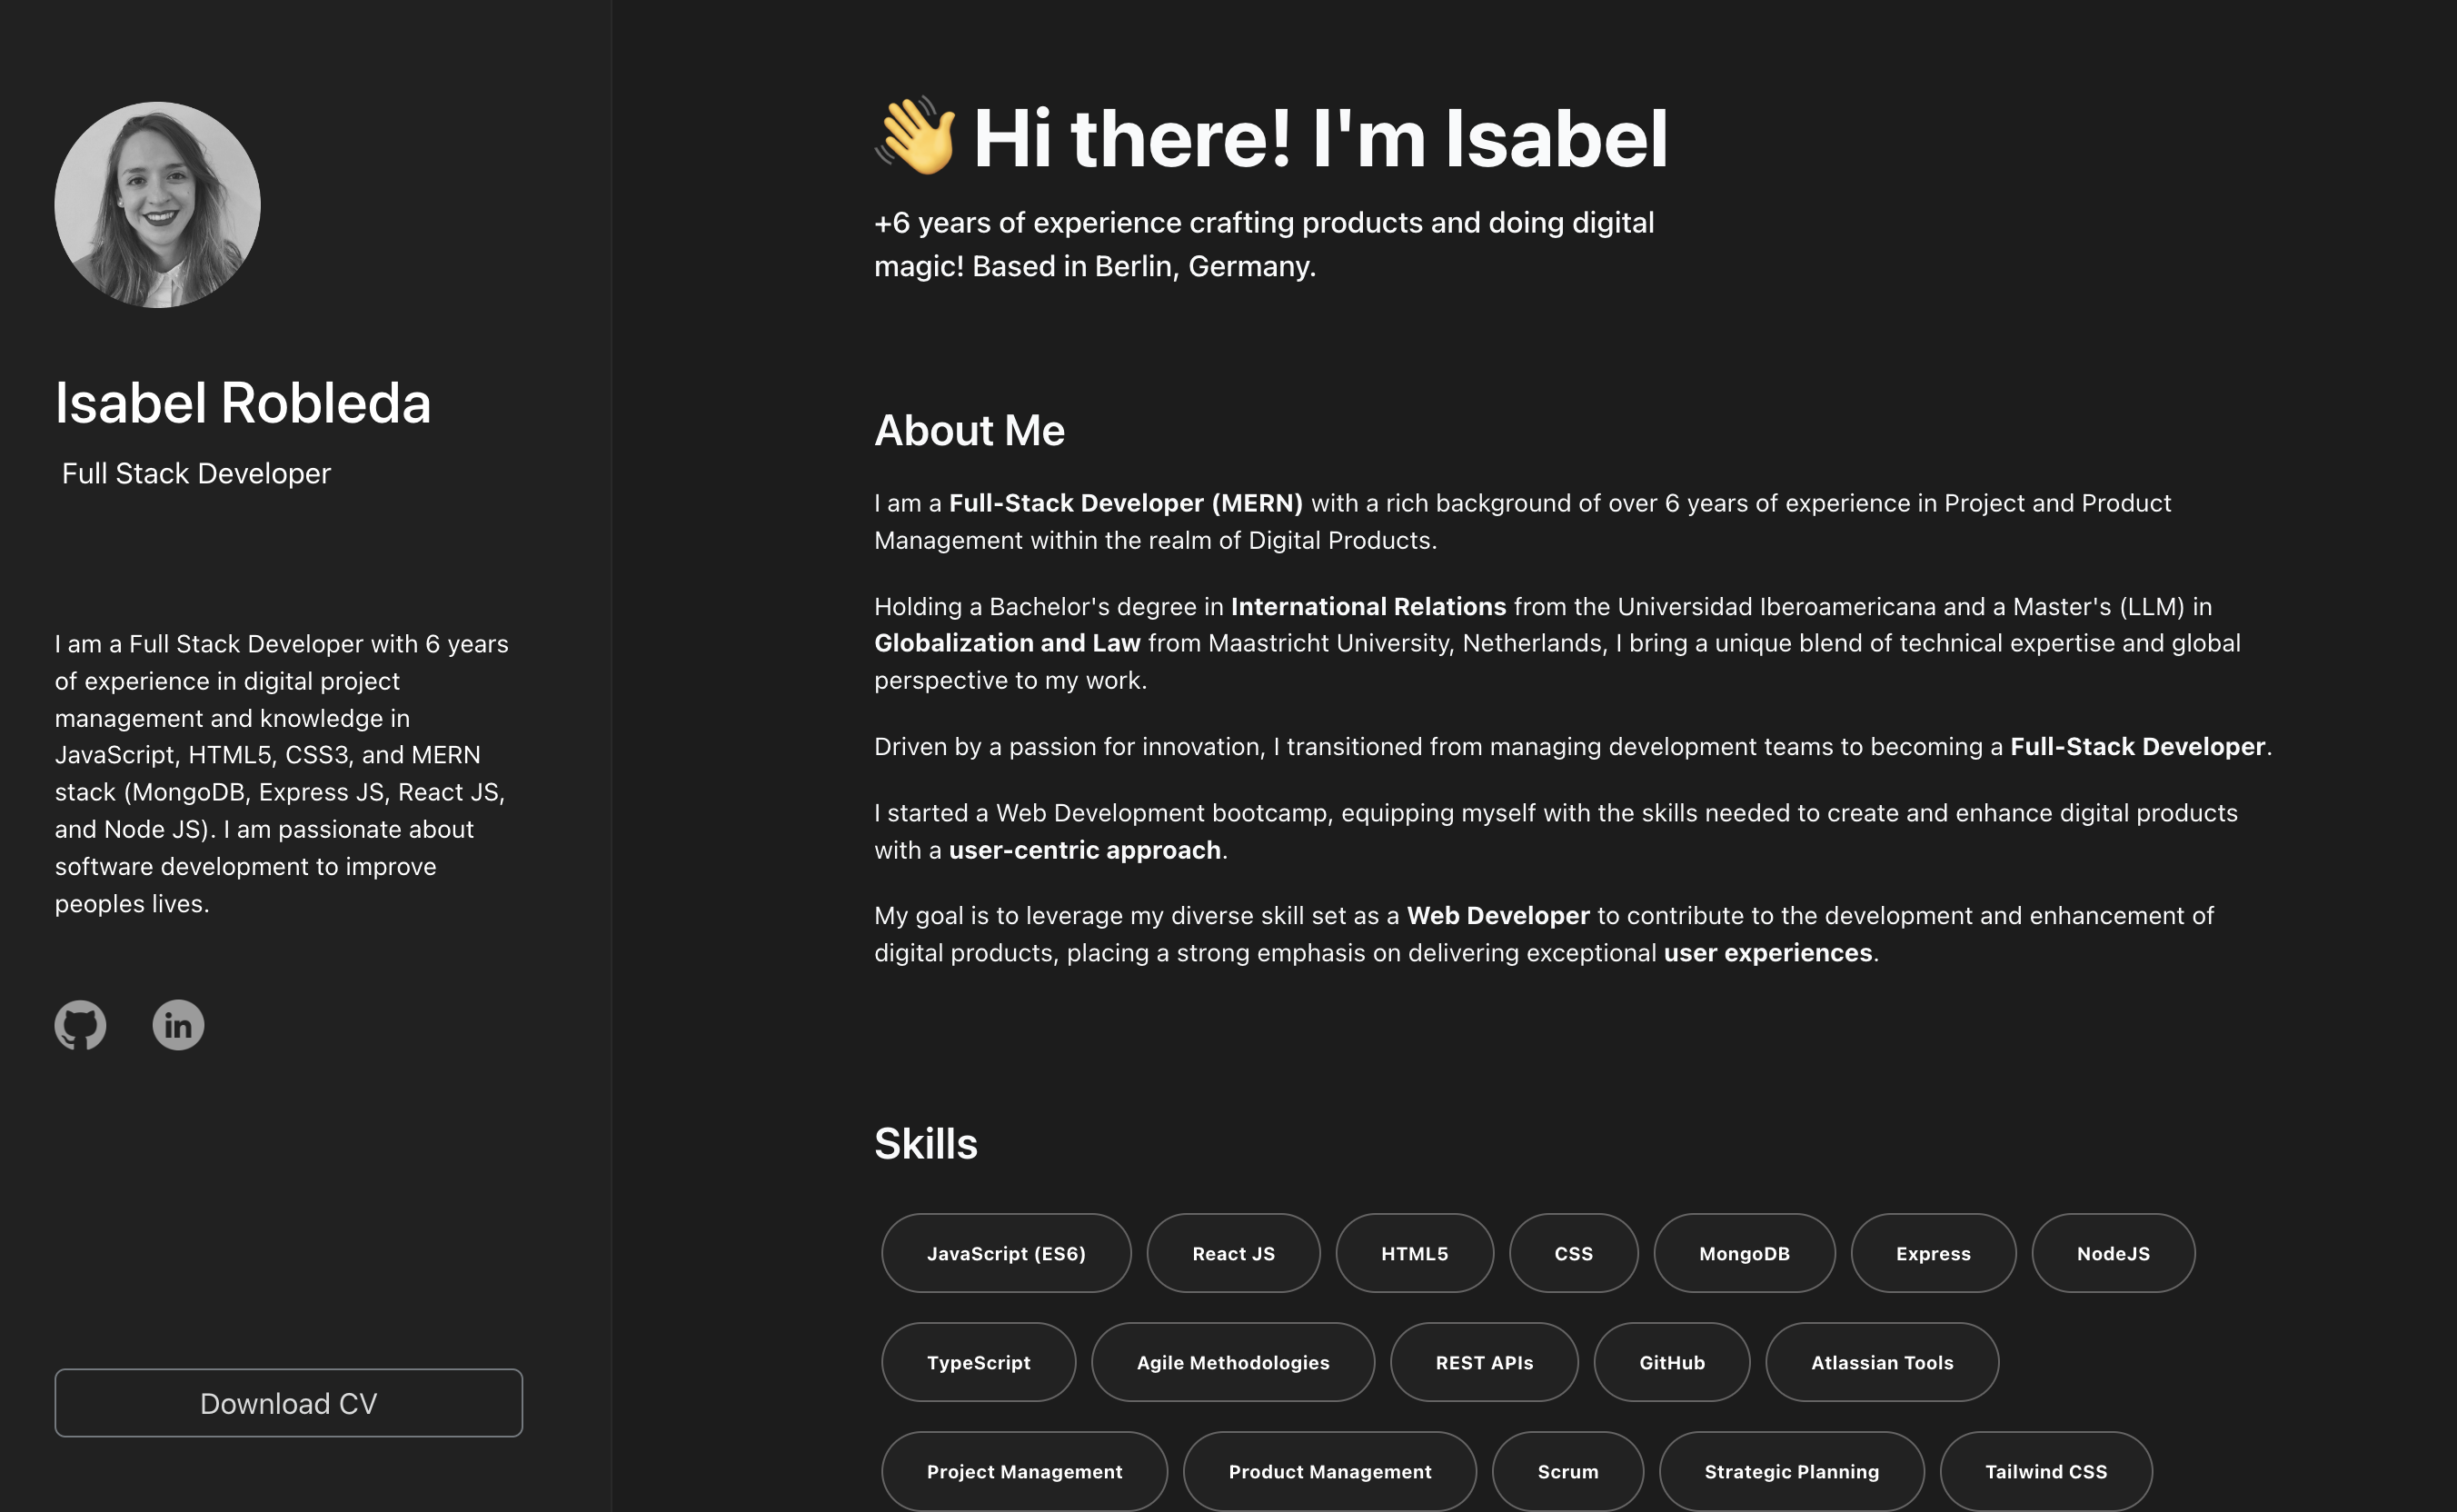 Isabel Robleda
Full Stack Developer
I am a Full Stack Developer with 6 years
of experience in digital project
management and knowledge in
JavaScript, HTML5, CSS3, and MERN
stack (MongoDB, Express JS, React JS,
and Node JS). I am passionate about
software development to improve
peoples lives.
in
Download CV
👋 Hi there! I'm Isabel
+6 years of experience crafting products and doing digital
magic! Based in Berlin, Germany.
About Me
I am a Full-Stack Developer (MERN) with a rich background of over 6 years of experience in Project and Product
Management within the realm of Digital Products.
Holding a Bachelor's degree in International Relations from the Universidad Iberoamericana and a Master's (LLM) in
Globalization and Law from Maastricht University, Netherlands, I bring a unique blend of technical expertise and global
perspective to my work.
Driven by a passion for innovation, I transitioned from managing development teams to becoming a Full-Stack Developer.
I started a Web Development bootcamp, equipping myself with the skills needed to create and enhance digital products
with a user-centric approach.
My goal is to leverage my diverse skill set as a Web Developer to contribute to the development and enhancement of
digital products, placing a strong emphasis on delivering exceptional user experiences.
Skills
JavaScript (ES6) React JS HTML5 CSS MongoDB Express NodeJS
TypeScript Agile Methodologies REST APIs GitHub Atlassian Tools
Project Management Product Management Scrum Strategic Planning Tailwind CSS